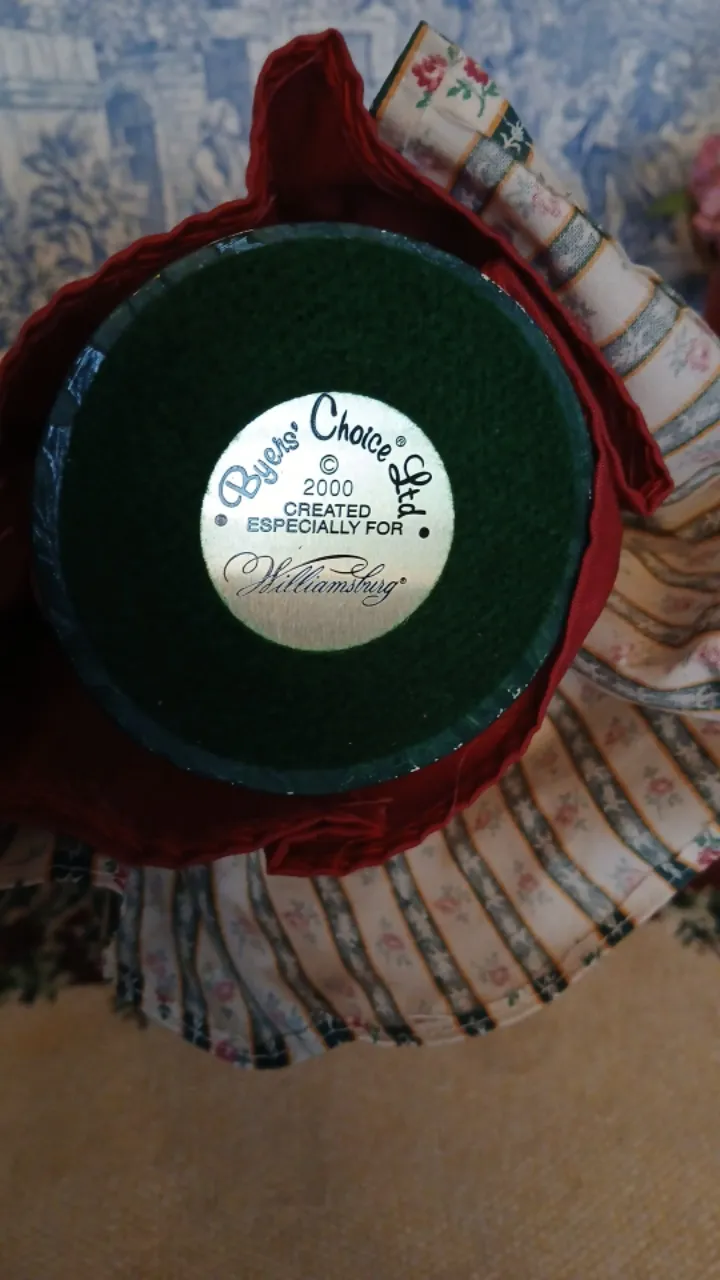 Byers' Choice® Ltd
©
2000
CREATED
ESPECIALLY FOR
Williamsburg®